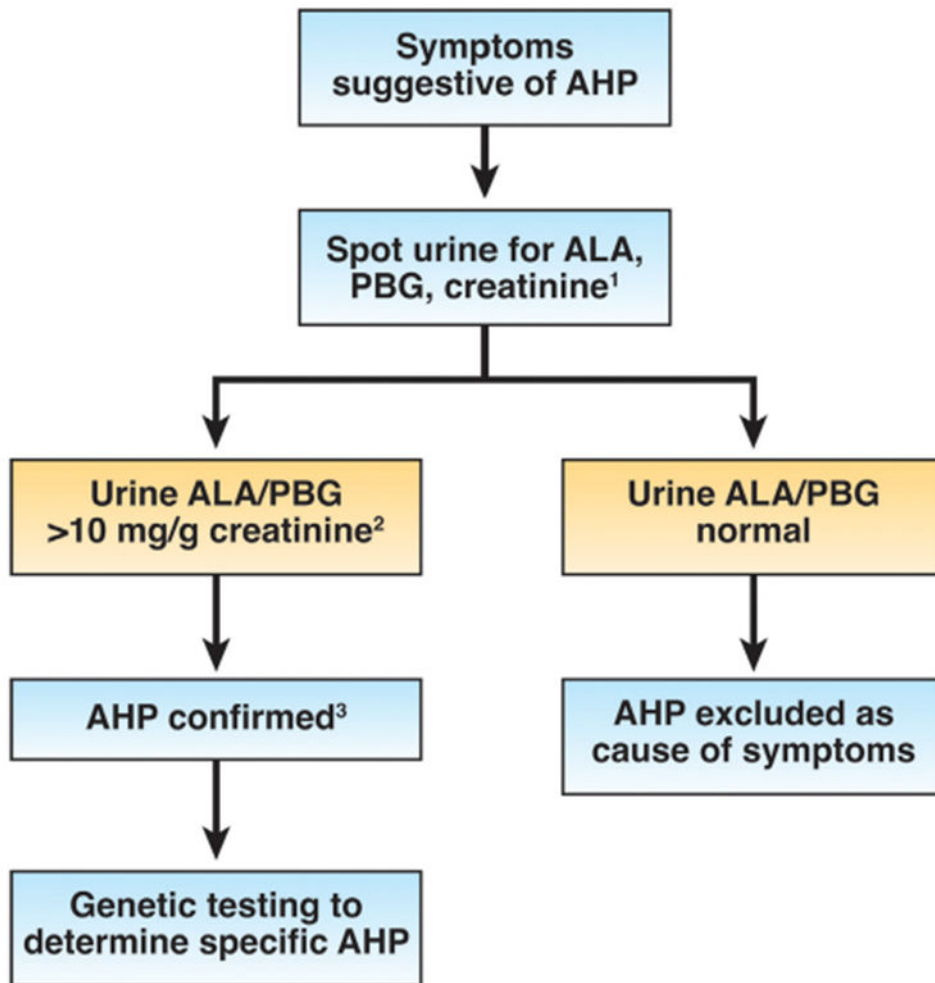 Symptoms
suggestive of AHP
Spot urine for ALA,
PBG, creatinine¹
Urine ALA/PBG
>10 mg/g creatinine²
Urine ALA/PBG
normal
AHP confirmed³
AHP excluded as
cause of symptoms
Genetic testing to
determine specific AHP